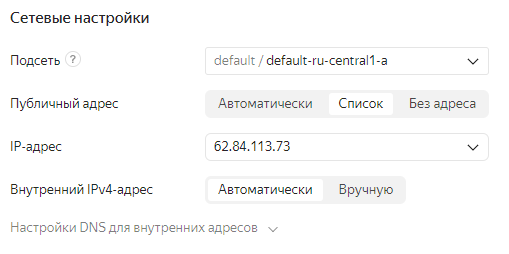 Сетевые настройки
Подсеть ? default / default-ru-central1-a
Публичный адрес Автоматически Список Без адреса
IP-адрес 62.84.113.73
Внутренний IPv4-адрес Автоматически Вручную
Настройки DNS для внутренних адресов